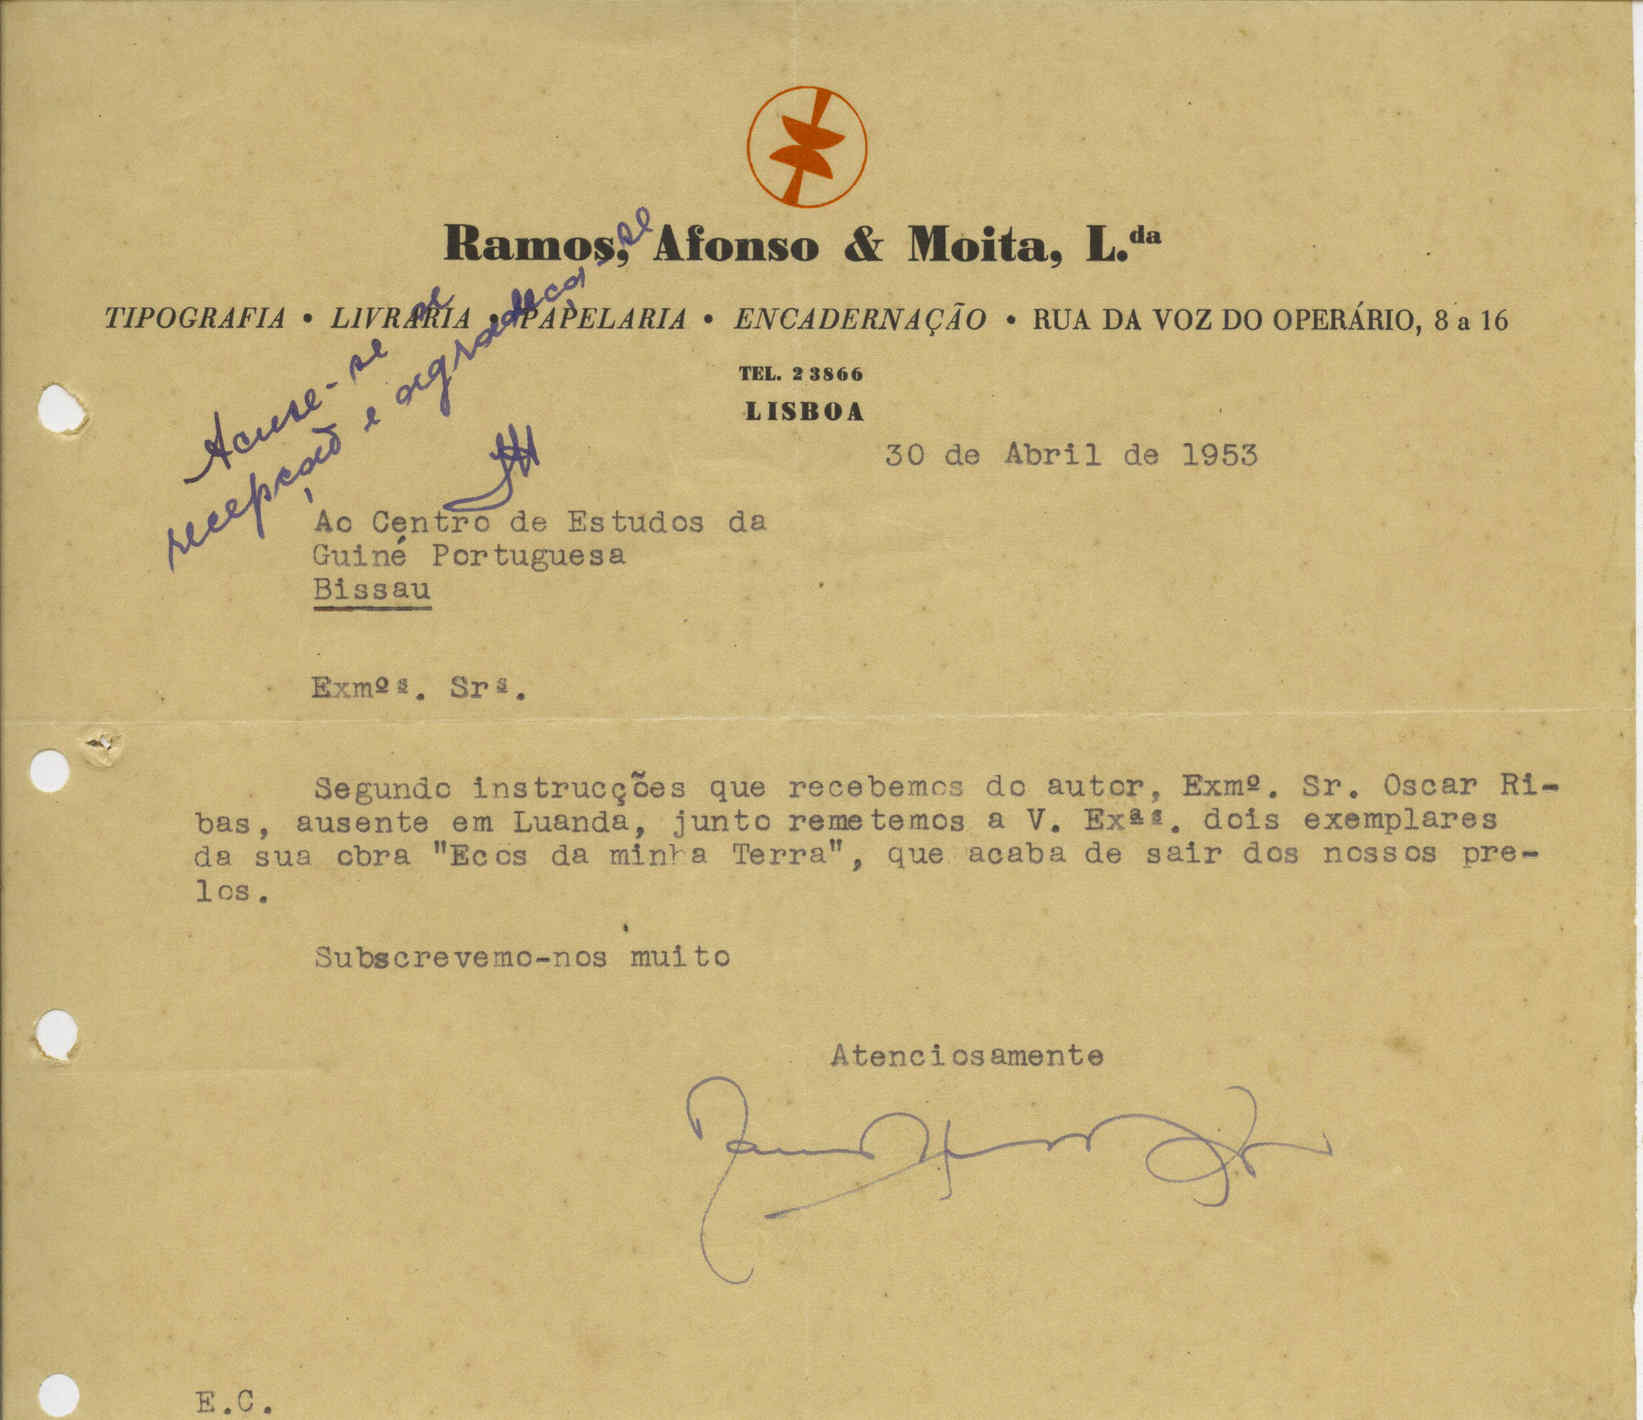 Ramos, Afonso & Moita, L.da
TIPOGRAFIA • LIVRARIA • PAPELARIA • ENCADERNAÇÃO • RUA DA VOZ DO OPERÁRIO, 8 a 16
TEL. 23866
LISBOA
Acuse-se a
recepção e agradeça-se
30 de Abril de 1953
Ao Centro de Estudos da
Guiné Portuguesa
Bissau
Exmºs. Srs.
Segundo instrucções que recebemos do autor, Exmº. Sr. Oscar Ri-
bas, ausente em Luanda, junto remetemos a V. Exªs. dois exemplares
da sua obra "Ecos da minha Terra", que acaba de sair dos nossos pre-
los.
Subscrevemo-nos muito
Atenciosamente
E.C.